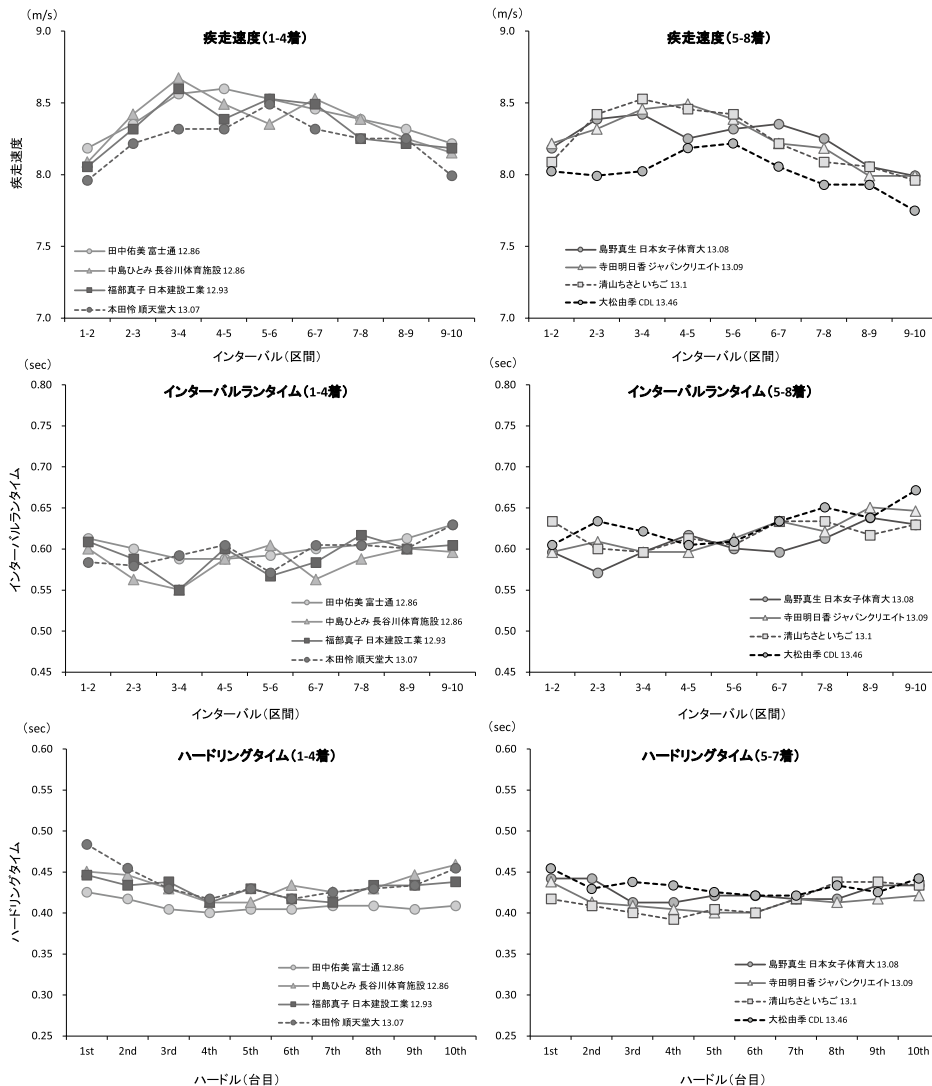 (m/s)
疾走速度(1-4着)
9.0
8.5
8.0
7.5
7.0
疾走速度
田中佑美 富士通 12.86
中島ひとみ 長谷川体育施設 12.86
福部真子 日本建設工業 12.93
本田怜 順天堂大 13.07
1-2 2-3 3-4 4-5 5-6 6-7 7-8 8-9 9-10
インターバル(区間)
(m/s)
疾走速度(5-8着)
9.0
8.5
8.0
7.5
7.0
島野真生 日本女子体育大 13.08
寺田明日香 ジャパンクリエイト 13.09
清山ちさと いちご 13.1
大松由季 CDL 13.46
1-2 2-3 3-4 4-5 5-6 6-7 7-8 8-9 9-10
インターバル(区間)
(sec)
インターバルランタイム(1-4着)
0.80
0.75
0.70
0.65
0.60
0.55
0.50
0.45
インターバルランタイム
田中佑美 富士通 12.86
中島ひとみ 長谷川体育施設 12.86
福部真子 日本建設工業 12.93
本田怜 順天堂大 13.07
1-2 2-3 3-4 4-5 5-6 6-7 7-8 8-9 9-10
インターバル(区間)
(sec)
インターバルランタイム(5-8着)
0.80
0.75
0.70
0.65
0.60
0.55
0.50
0.45
島野真生 日本女子体育大 13.08
寺田明日香 ジャパンクリエイト 13.09
清山ちさと いちご 13.1
大松由季 CDL 13.46
1-2 2-3 3-4 4-5 5-6 6-7 7-8 8-9 9-10
インターバル(区間)
(sec)
ハードリングタイム(1-4着)
0.60
0.55
0.50
0.45
0.40
0.35
0.30
0.25
ハードリングタイム
田中佑美 富士通 12.86
中島ひとみ 長谷川体育施設 12.86
福部真子 日本建設工業 12.93
本田怜 順天堂大 13.07
1st 2nd 3rd 4th 5th 6th 7th 8th 9th 10th
ハードル(台目)
(sec)
ハードリングタイム(5-7着)
0.60
0.55
0.50
0.45
0.40
0.35
0.30
0.25
島野真生 日本女子体育大 13.08
寺田明日香 ジャパンクリエイト 13.09
清山ちさと いちご 13.1
大松由季 CDL 13.46
1st 2nd 3rd 4th 5th 6th 7th 8th 9th 10th
ハードル(台目)